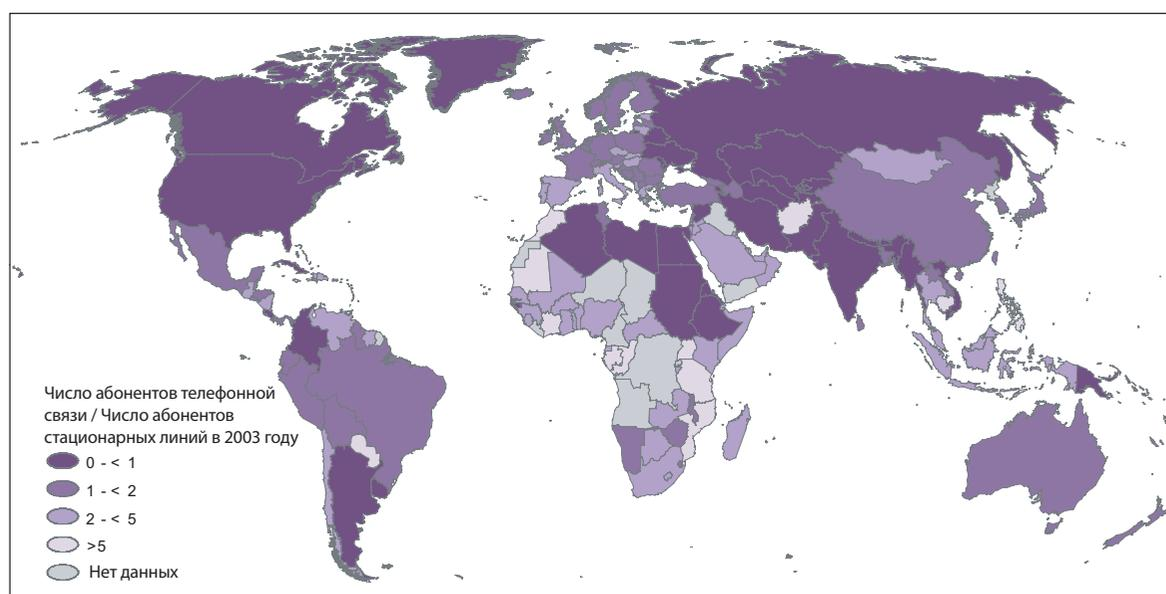 Число абонентов телефонной
связи / Число абонентов
стационарных линий в 2003 году
0 - < 1
1 - < 2
2 - < 5
>5
Нет данных